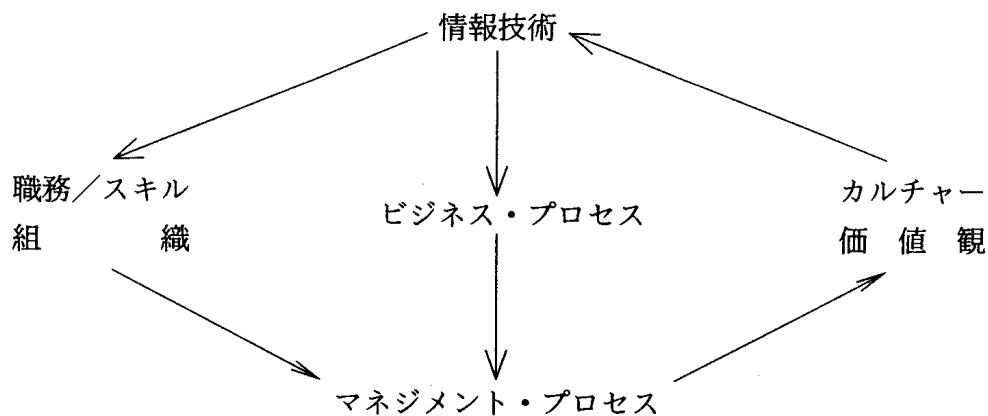 情報技術
職務／スキル
組織
ビジネス・プロセス
カルチャー
価値観
マネジメント・プロセス